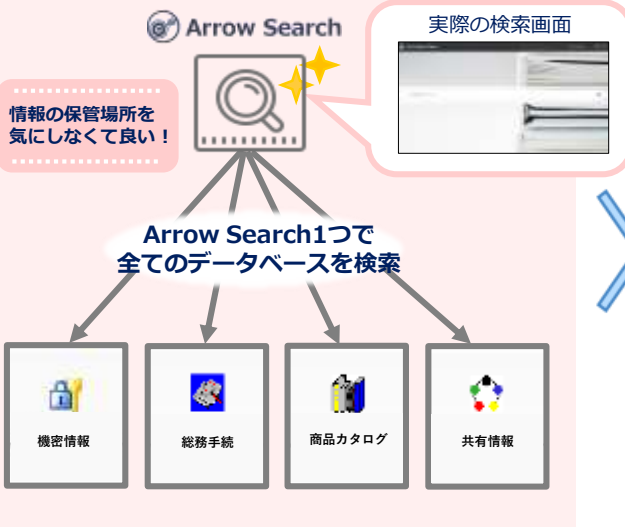 Arrow Search
実際の検索画面
情報の保管場所を
気にしなくて良い！
Arrow Search1つで
全てのデータベースを検索
機密情報
総務手続
商品カタログ
共有情報